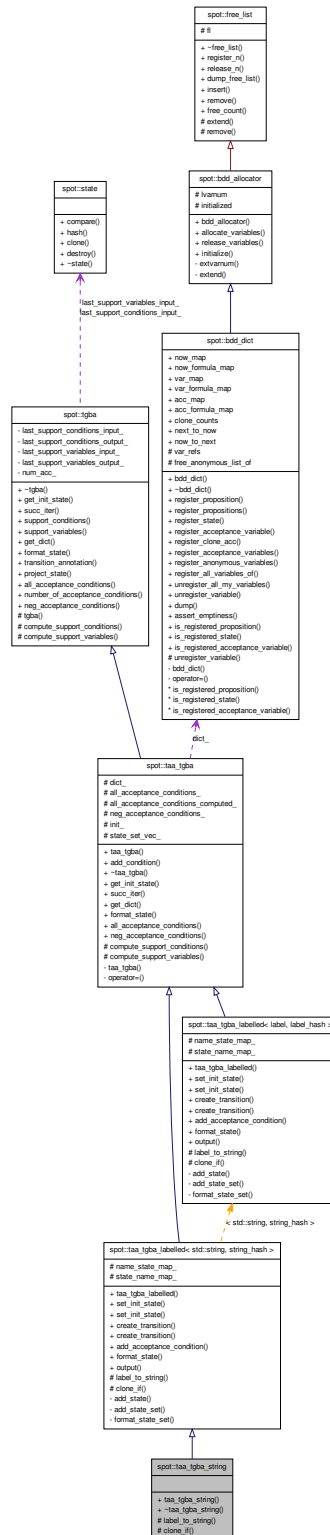 spot::free_list
# fl
+ ~free_list()
+ register_n()
+ release_n()
+ dump_free_list()
+ insert()
+ remove()
+ free_count()
# extend()
# remove()
spot::state
+ compare()
+ hash()
+ clone()
+ destroy()
+ ~state()
spot::bdd_allocator
# lvarnum
# initialized
+ bdd_allocator()
+ allocate_variables()
+ release_variables()
+ initialize()
- extvarnum()
- extend()
last_support_variables_input_
last_support_conditions_input_
spot::bdd_dict
+ now_map
+ now_formula_map
+ var_map
+ var_formula_map
+ acc_map
+ acc_formula_map
+ clone_counts
+ next_to_now
+ now_to_next
# var_refs
# free_anonymous_list_of
+ bdd_dict()
+ ~bdd_dict()
+ register_proposition()
+ register_propositions()
+ register_state()
+ register_acceptance_variable()
+ register_clone_acc()
+ register_acceptance_variables()
+ register_anonymous_variables()
+ register_all_variables_of()
+ unregister_all_my_variables()
+ unregister_variable()
+ dump()
+ assert_emptiness()
+ is_registered_proposition()
+ is_registered_state()
+ is_registered_acceptance_variable()
# unregister_variable()
- bdd_dict()
- operator=()
* is_registered_proposition()
* is_registered_state()
* is_registered_acceptance_variable()
spot::tgba
- last_support_conditions_input_
- last_support_conditions_output_
- last_support_variables_input_
- last_support_variables_output_
- num_acc_
+ ~tgba()
+ get_init_state()
+ succ_iter()
+ support_conditions()
+ support_variables()
+ get_dict()
+ format_state()
+ transition_annotation()
+ project_state()
+ all_acceptance_conditions()
+ number_of_acceptance_conditions()
+ neg_acceptance_conditions()
# tgba()
# compute_support_conditions()
# compute_support_variables()
dict_
spot::taa_tgba
# dict_
# all_acceptance_conditions_
# all_acceptance_conditions_computed_
# neg_acceptance_conditions_
# init_
# state_set_vec_
+ taa_tgba()
+ add_condition()
+ ~taa_tgba()
+ get_init_state()
+ succ_iter()
+ get_dict()
+ format_state()
+ all_acceptance_conditions()
+ neg_acceptance_conditions()
# compute_support_conditions()
# compute_support_variables()
- taa_tgba()
- operator=()
spot::taa_tgba_labelled< label, label_hash >
# name_state_map_
# state_name_map_
+ taa_tgba_labelled()
+ set_init_state()
+ set_init_state()
+ create_transition()
+ create_transition()
+ add_acceptance_condition()
+ format_state()
+ output()
# label_to_string()
# clone_if()
- add_state()
- add_state_set()
- format_state_set()
< std::string, string_hash >
spot::taa_tgba_labelled< std::string, string_hash >
# name_state_map_
# state_name_map_
+ taa_tgba_labelled()
+ set_init_state()
+ set_init_state()
+ create_transition()
+ create_transition()
+ add_acceptance_condition()
+ format_state()
+ output()
# label_to_string()
# clone_if()
- add_state()
- add_state_set()
- format_state_set()
spot::taa_tgba_string
+ taa_tgba_string()
+ ~taa_tgba_string()
# label_to_string()
# clone_if()